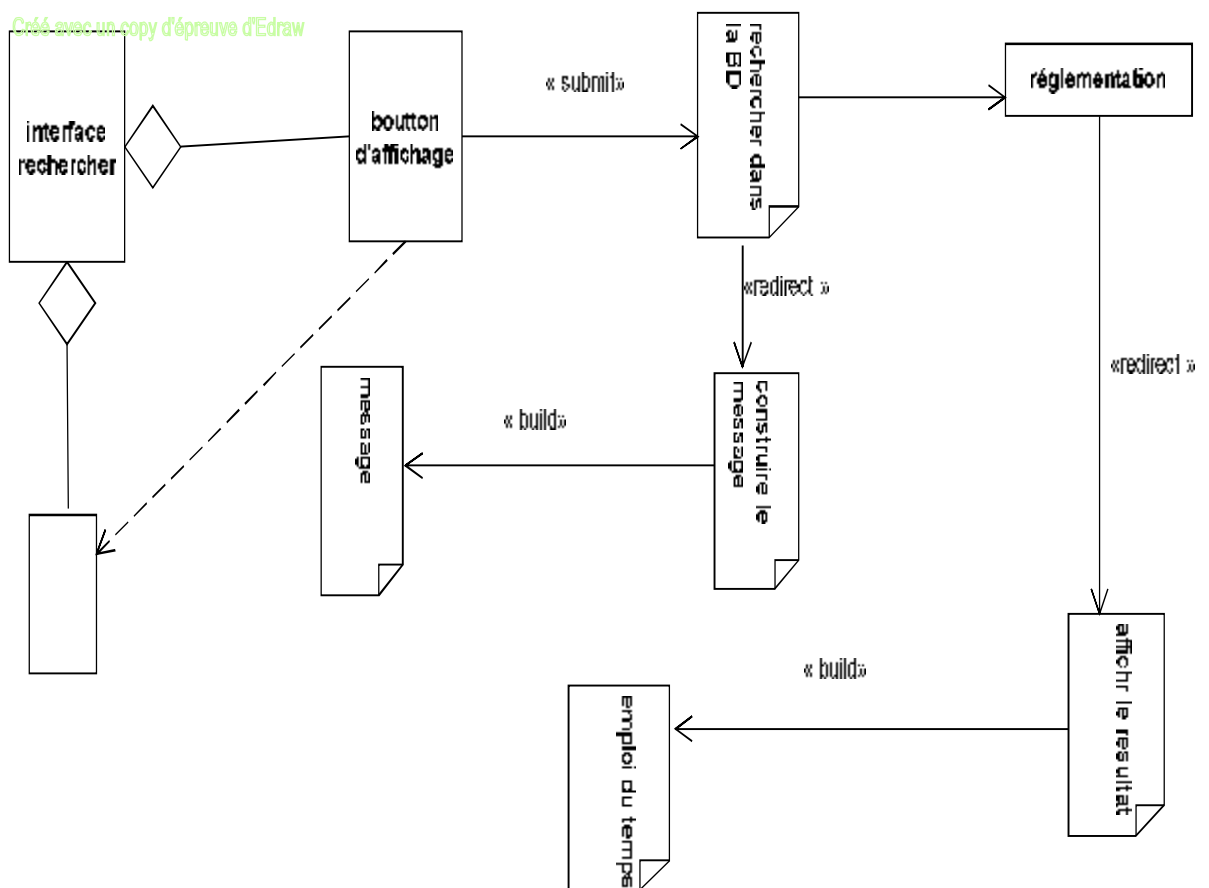 Créé avec un copy d'épreuve d'Edraw
interface
rechercher
boutton
d'affichage
« submit»
rechercher dans
la BD
réglementation
«redirect »
«redirect »
message
« build»
construire le
message
« build»
emploi du temps
affichr le resultat